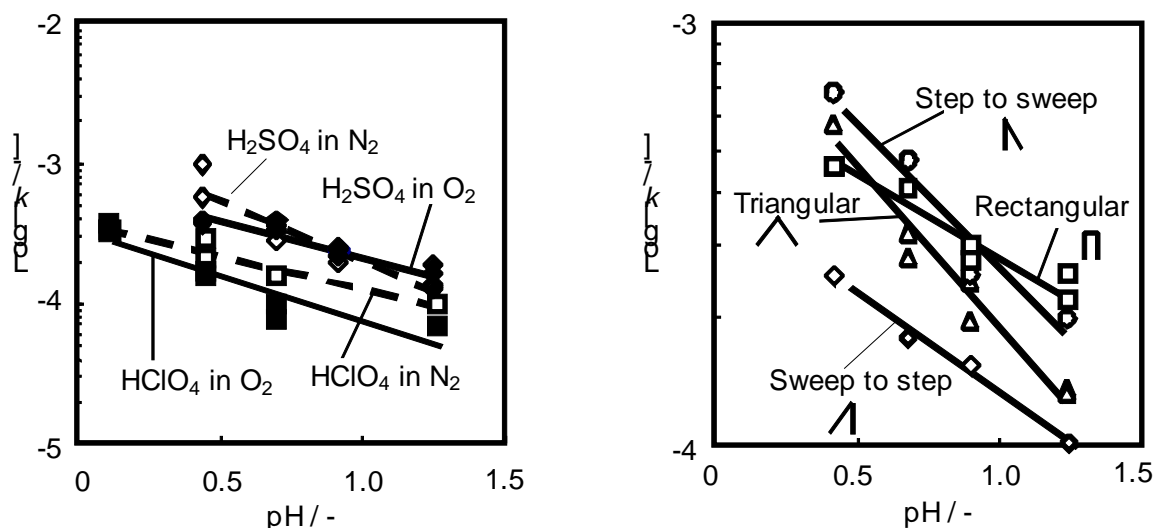 -2
-3
-4
-5
Log[k/]
H₂SO₄ in N₂
H₂SO₄ in O₂
HClO₄ in O₂
HClO₄ in N₂
0
0.5
1.0
1.5
pH / -
-3
-4
Log[k/]
Step to sweep
Triangular
Rectangular
Sweep to step
0
0.5
1.0
1.5
pH / -